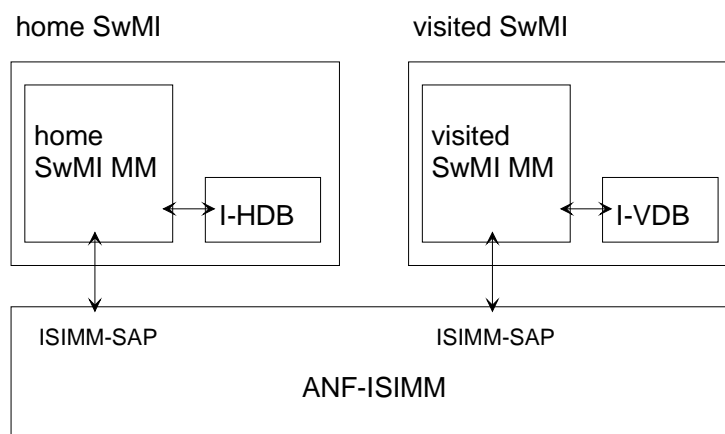 home SwMI
visited SwMI
home
SwMI MM
I-HDB
visited
SwMI MM
I-VDB
ISIMM-SAP
ISIMM-SAP
ANF-ISIMM